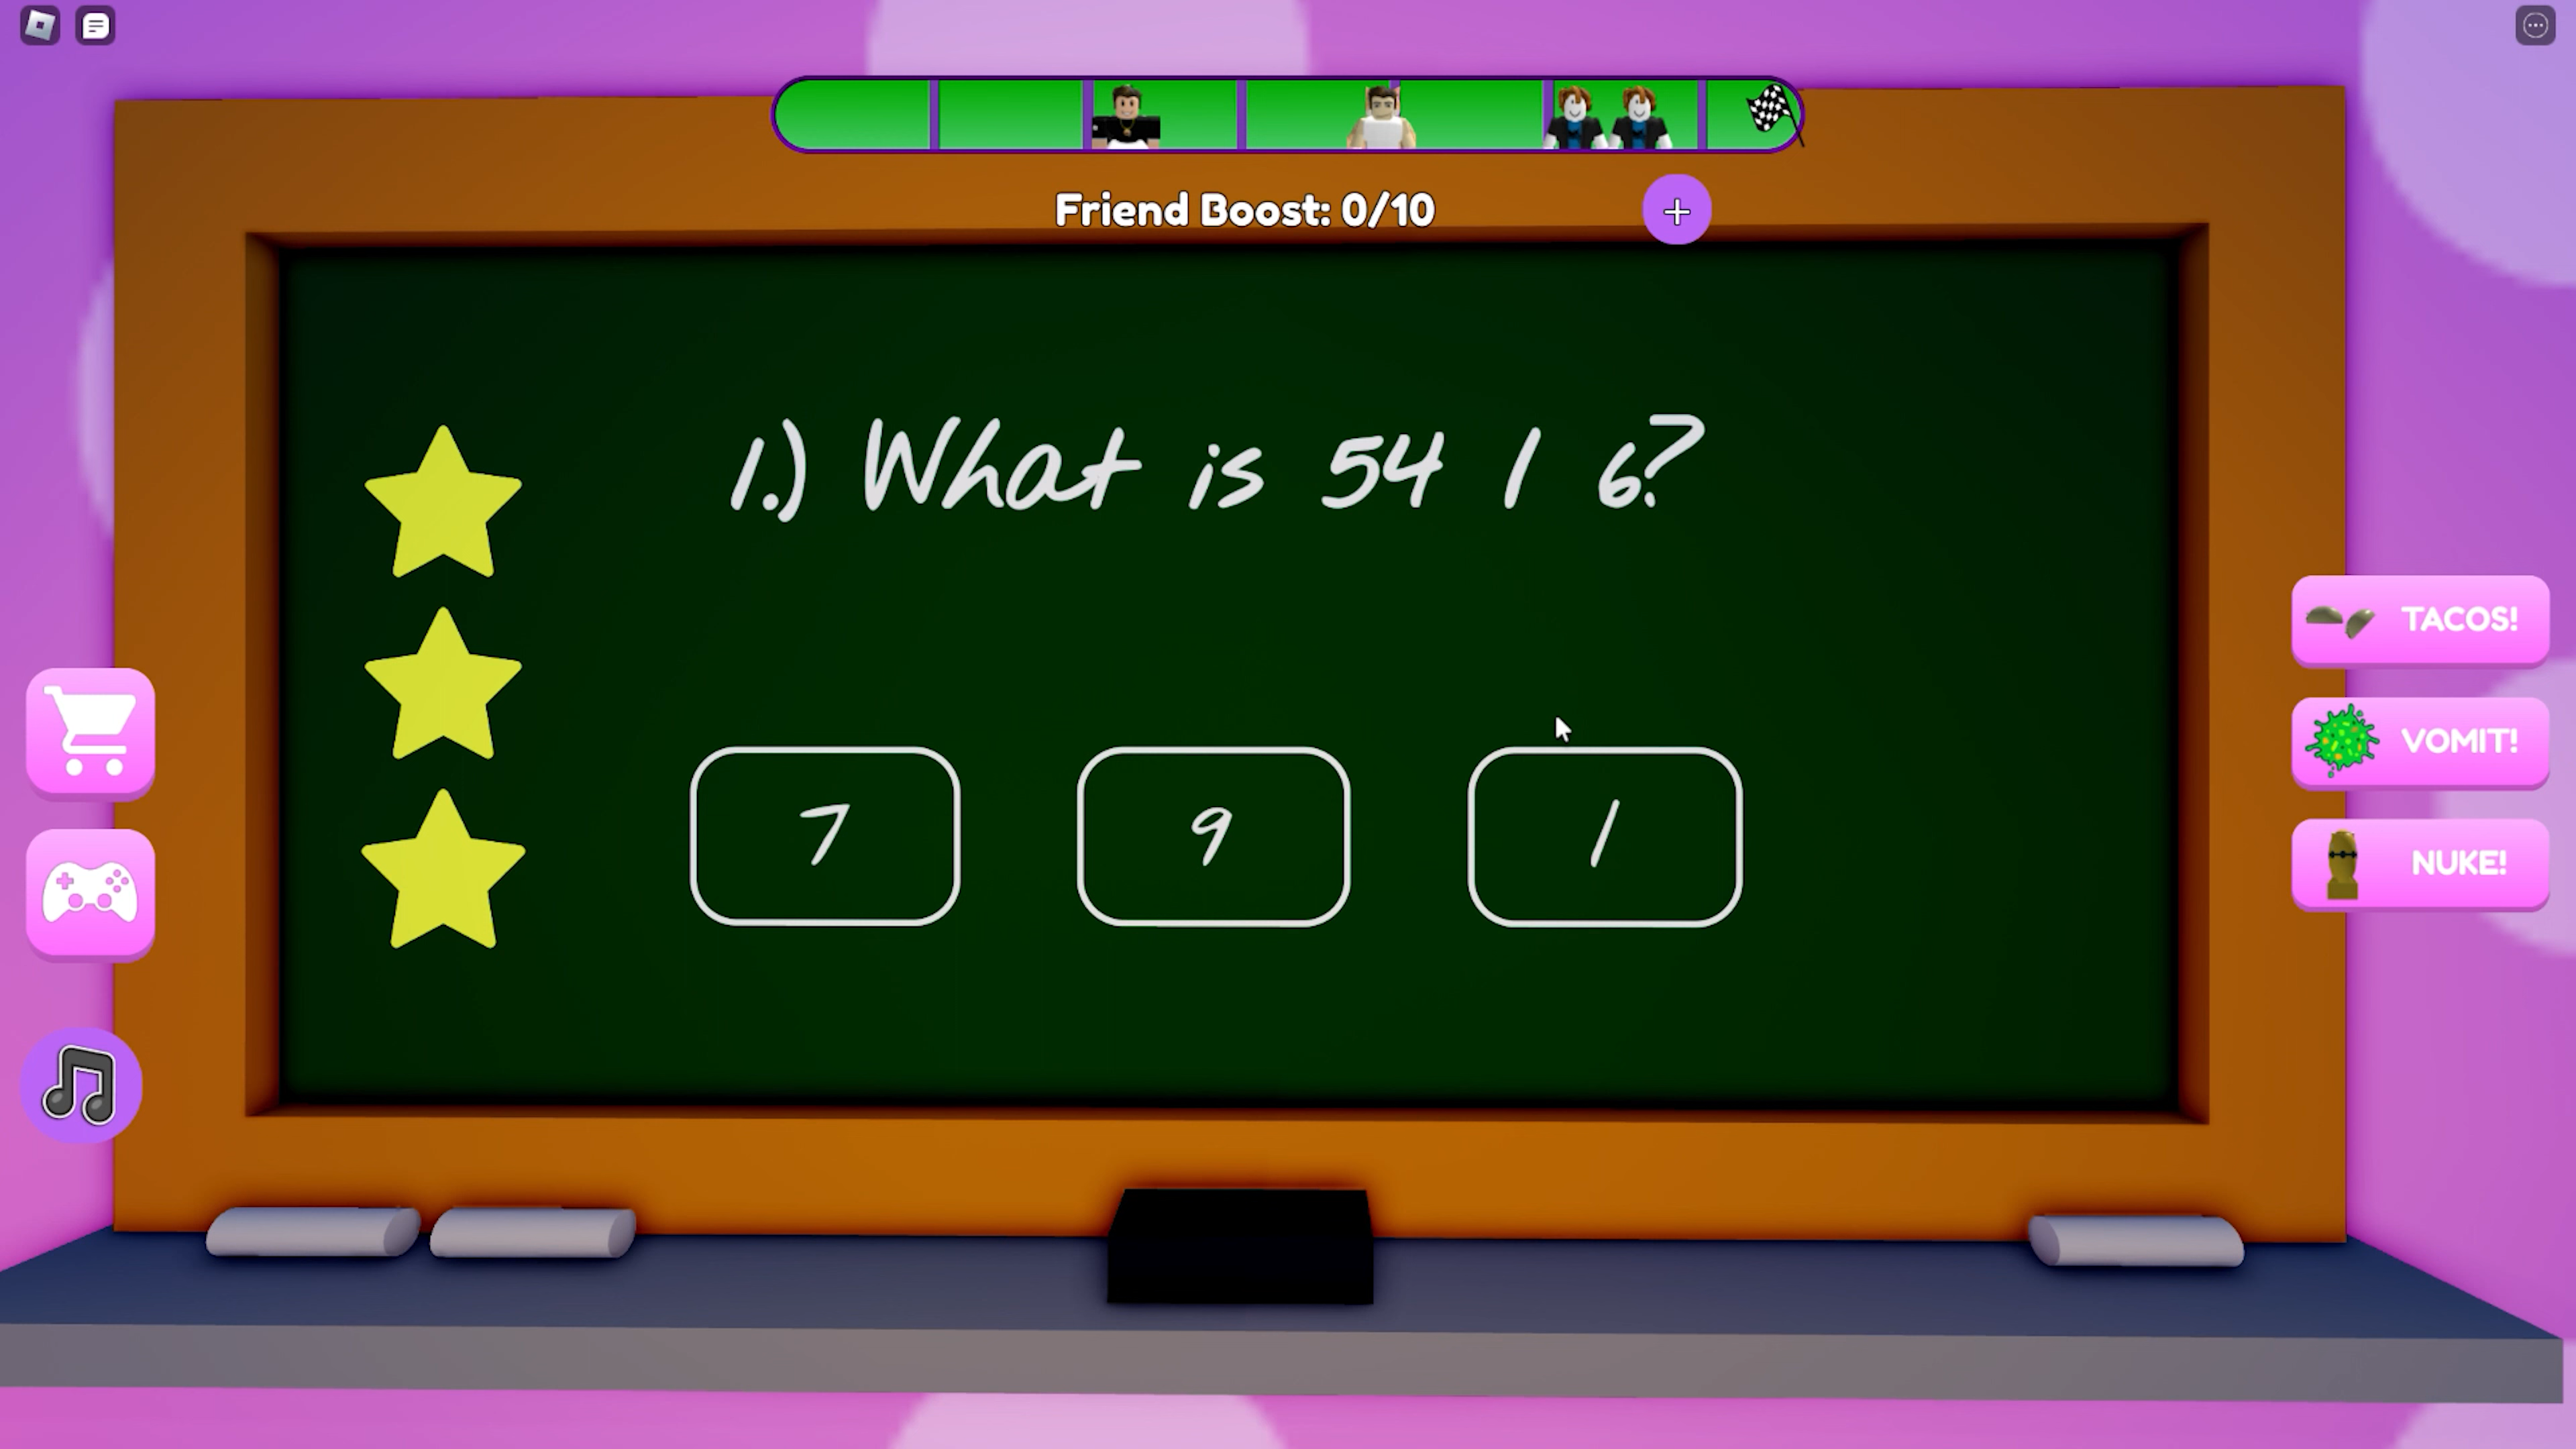 Friend Boost: 0/10
+
1.) What is 54 / 6?
7
9
1
TACOS!
VOMIT!
NUKE!